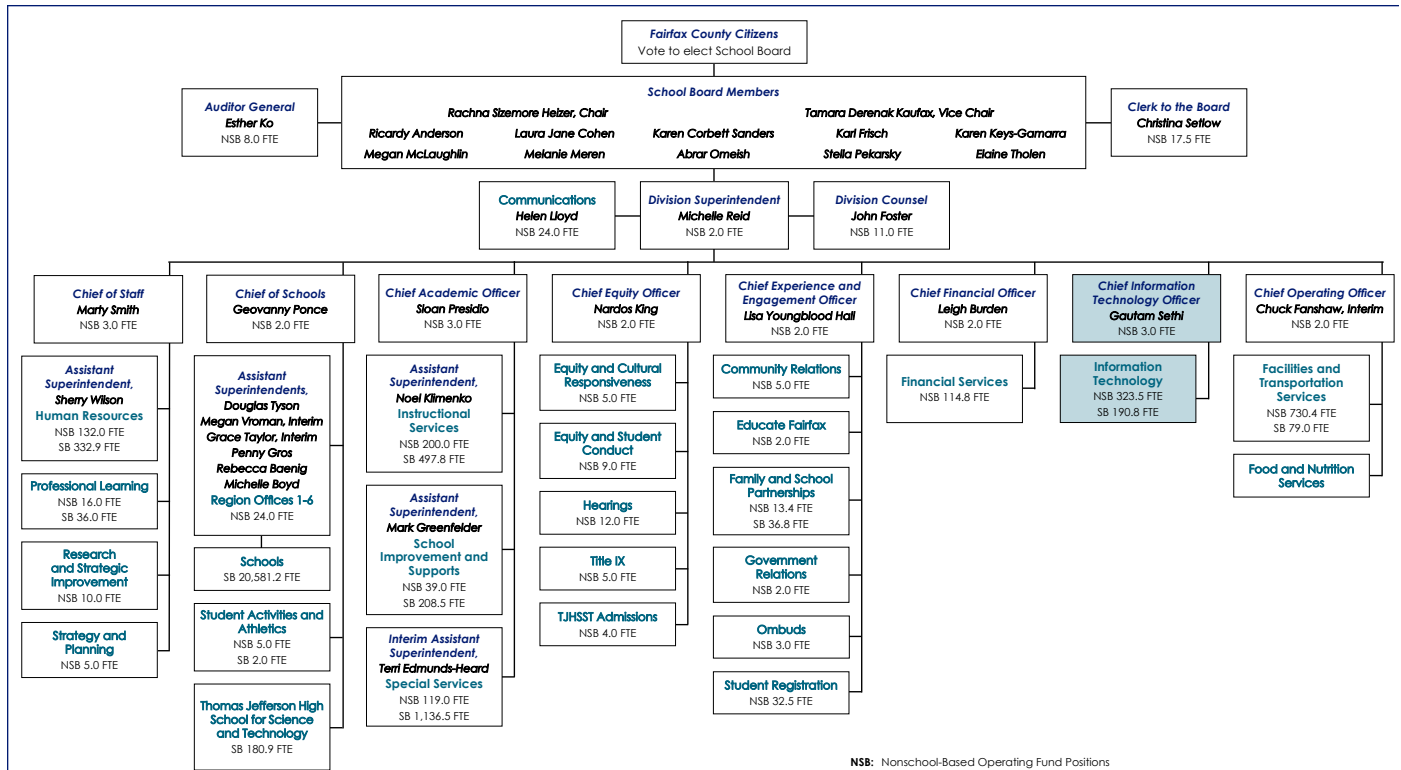 Fairfax County Citizens
Vote to elect School Board
School Board Members
Rachna Sizemore Heizer, Chair
Tamara Derenak Kaufax, Vice Chair
Ricardy Anderson
Laura Jane Cohen
Karen Corbett Sanders
Karl Frisch
Karen Keys-Gamarra
Megan McLaughlin
Melanie Meren
Abrar Omeish
Stella Pekarsky
Elaine Tholen
Auditor General
Esther Ko
NSB 8.0 FTE
Clerk to the Board
Christina Setlow
NSB 17.5 FTE
Communications
Helen Lloyd
NSB 24.0 FTE
Division Superintendent
Michelle Reid
NSB 2.0 FTE
Division Counsel
John Foster
NSB 11.0 FTE
Chief of Staff
Marty Smith
NSB 3.0 FTE
Assistant
Superintendent,
Sherry Wilson
Human Resources
NSB 132.0 FTE
SB 332.9 FTE
Professional Learning
NSB 16.0 FTE
SB 36.0 FTE
Research
and Strategic
Improvement
NSB 10.0 FTE
Strategy and
Planning
NSB 5.0 FTE
Chief of Schools
Geovanny Ponce
NSB 2.0 FTE
Assistant
Superintendents,
Douglas Tyson
Megan Vroman, Interim
Grace Taylor, Interim
Penny Gros
Rebecca Baenig
Michelle Boyd
Region Offices 1-6
NSB 24.0 FTE
Schools
SB 20,581.2 FTE
Student Activities and
Athletics
NSB 5.0 FTE
SB 2.0 FTE
Thomas Jefferson High
School for Science
and Technology
SB 180.9 FTE
Chief Academic Officer
Sloan Presidio
NSB 3.0 FTE
Assistant
Superintendent,
Noel Klimenko
Instructional
Services
NSB 200.0 FTE
SB 497.8 FTE
Assistant
Superintendent,
Mark Greenfelder
School
Improvement and
Supports
NSB 39.0 FTE
SB 208.5 FTE
Interim Assistant
Superintendent,
Terri Edmunds-Heard
Special Services
NSB 119.0 FTE
SB 1,136.5 FTE
Chief Equity Officer
Nardos King
NSB 2.0 FTE
Equity and Cultural
Responsiveness
NSB 5.0 FTE
Equity and Student
Conduct
NSB 9.0 FTE
Hearings
NSB 12.0 FTE
Title IX
NSB 5.0 FTE
TJHSST Admissions
NSB 4.0 FTE
Chief Experience and
Engagement Officer
Lisa Youngblood Hall
NSB 2.0 FTE
Community Relations
NSB 5.0 FTE
Educate Fairfax
NSB 2.0 FTE
Family and School
Partnerships
NSB 13.4 FTE
SB 36.8 FTE
Government
Relations
NSB 2.0 FTE
Ombuds
NSB 3.0 FTE
Student Registration
NSB 32.5 FTE
Chief Financial Officer
Leigh Burden
NSB 2.0 FTE
Financial Services
NSB 114.8 FTE
Chief Information
Technology Officer
Gautam Sethi
NSB 3.0 FTE
Information
Technology
NSB 323.5 FTE
SB 190.8 FTE
Chief Operating Officer
Chuck Fanshaw, Interim
NSB 2.0 FTE
Facilities and
Transportation
Services
NSB 730.4 FTE
SB 79.0 FTE
Food and Nutrition
Services
NSB: Nonschool-Based Operating Fund Positions